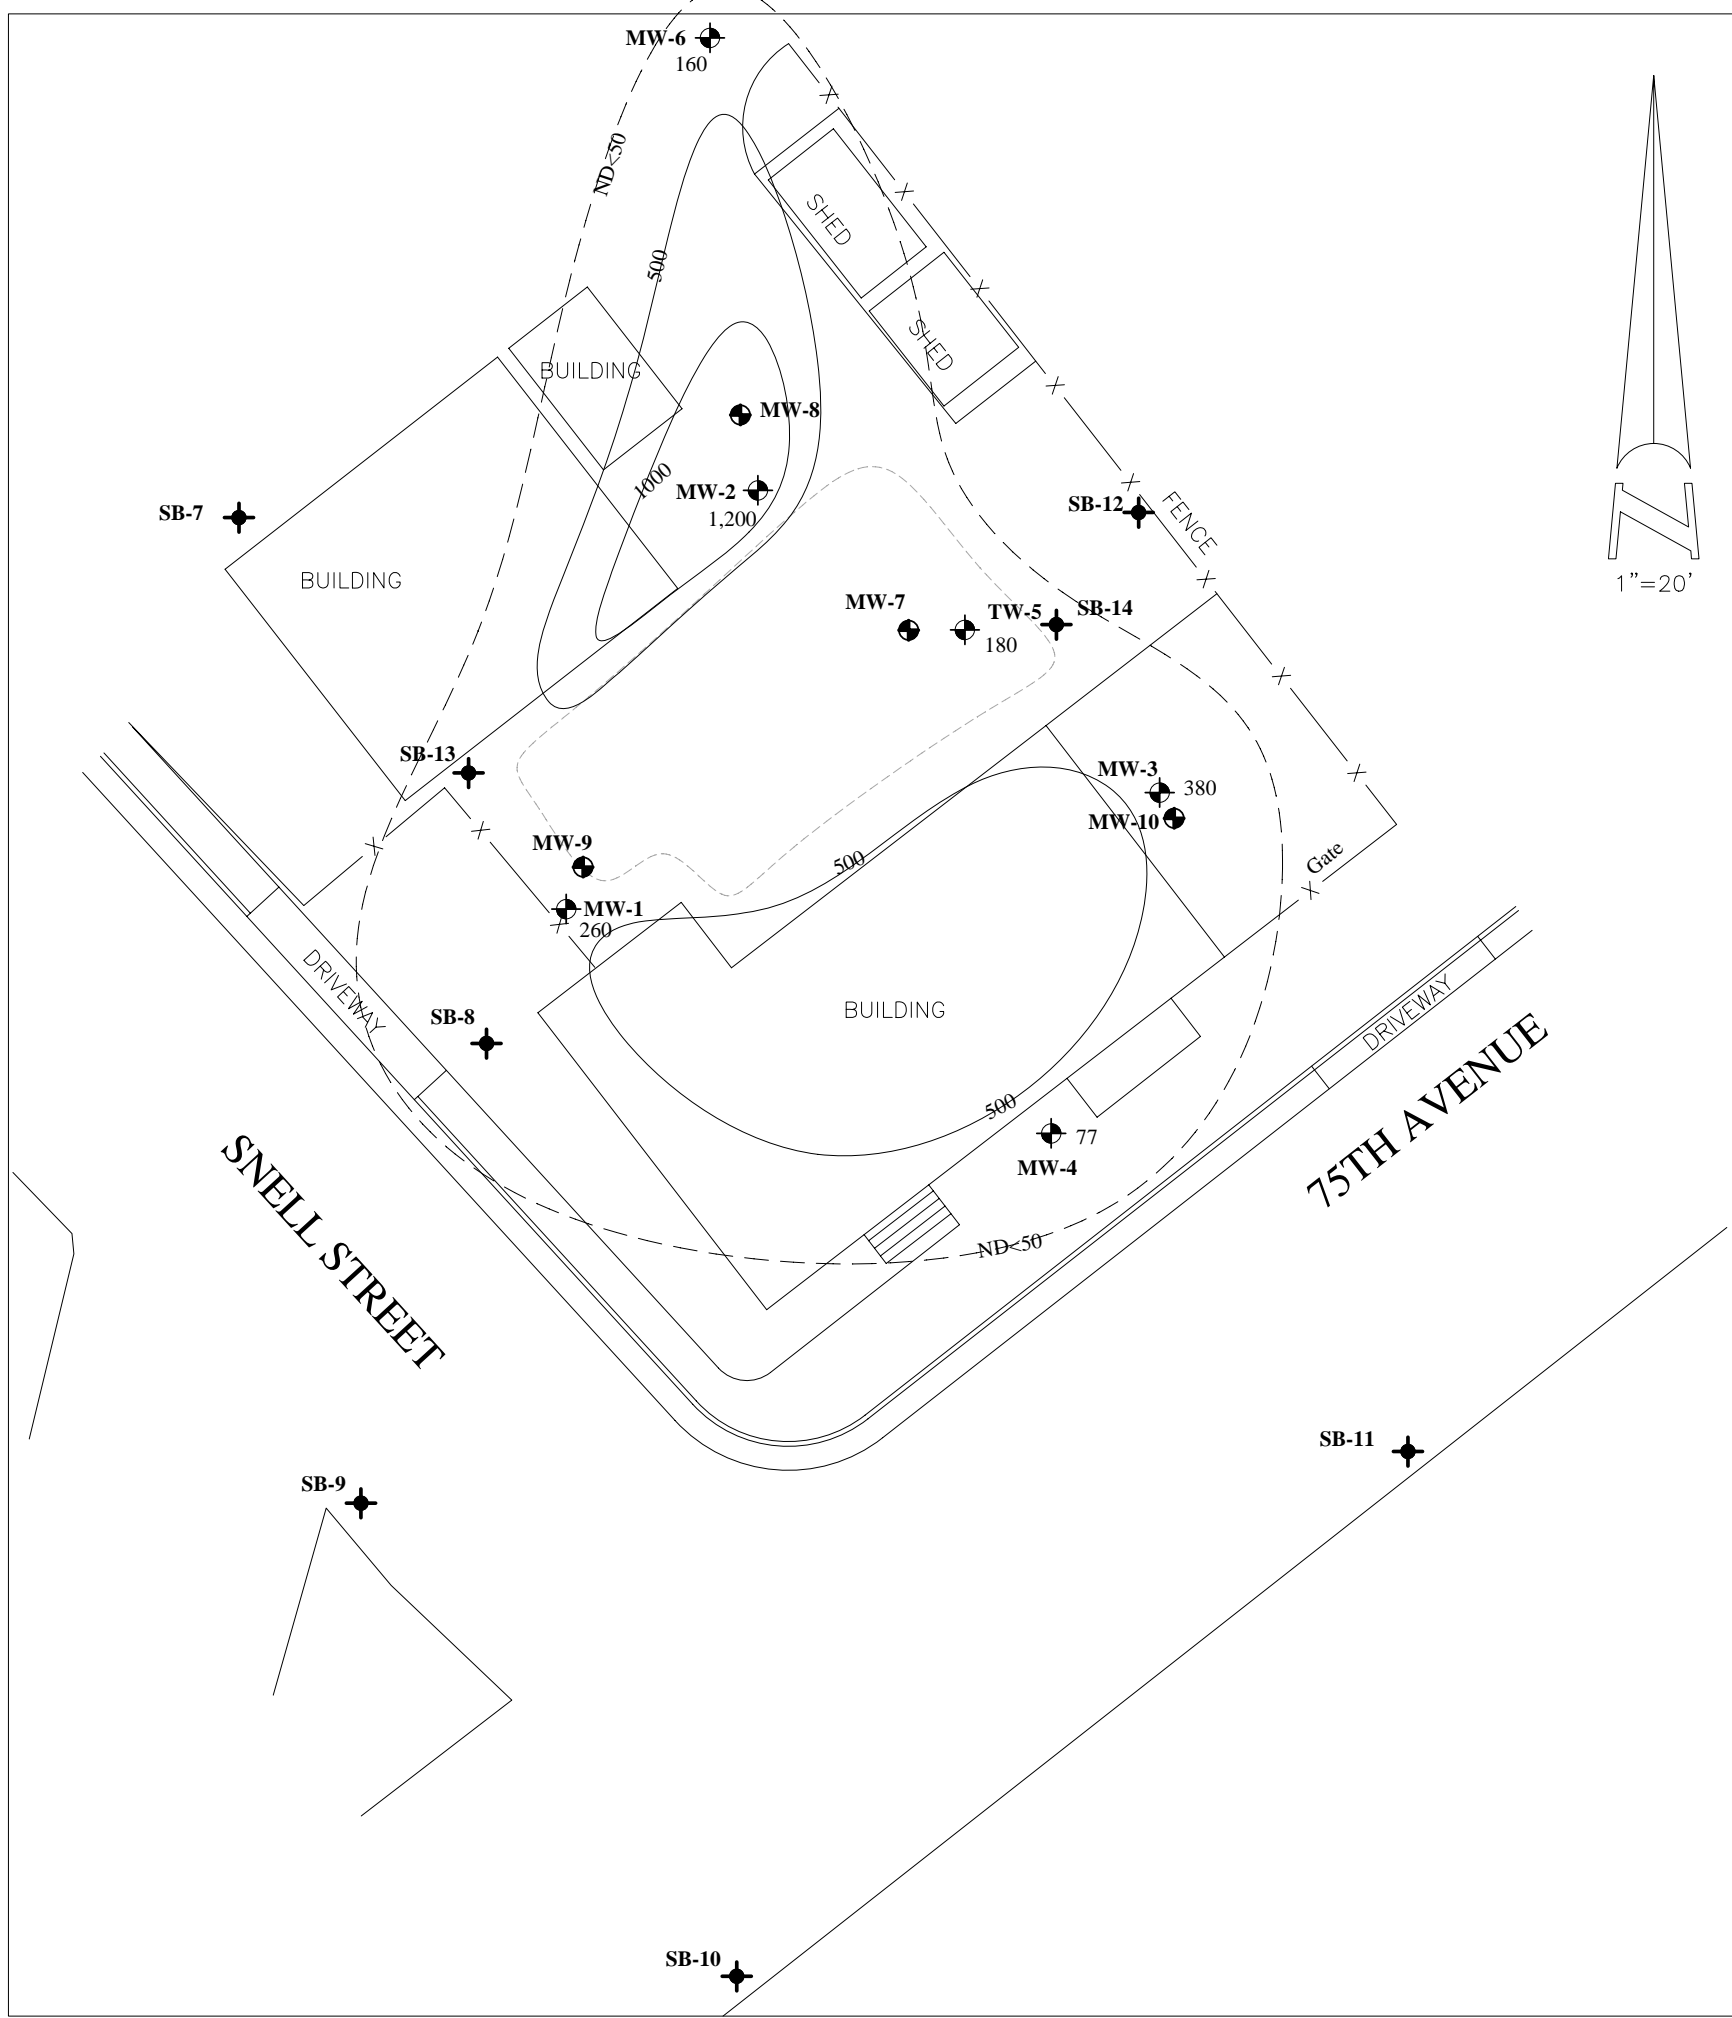 MW-6
160
ND<50
SHED
500
SHED
BUILDING
MW-8
1000
MW-2
1,200
SB-7
SB-12
FENCE
N
1"=20'
BUILDING
MW-7
TW-5
SB-14
180
SB-13
MW-3
380
MW-10
MW-9
500
Gate
MW-1
260
DRIVEWAY
SB-8
BUILDING
DRIVEWAY
500
77
MW-4
75TH AVENUE
SNELL STREET
ND<50
SB-11
SB-9
SB-10